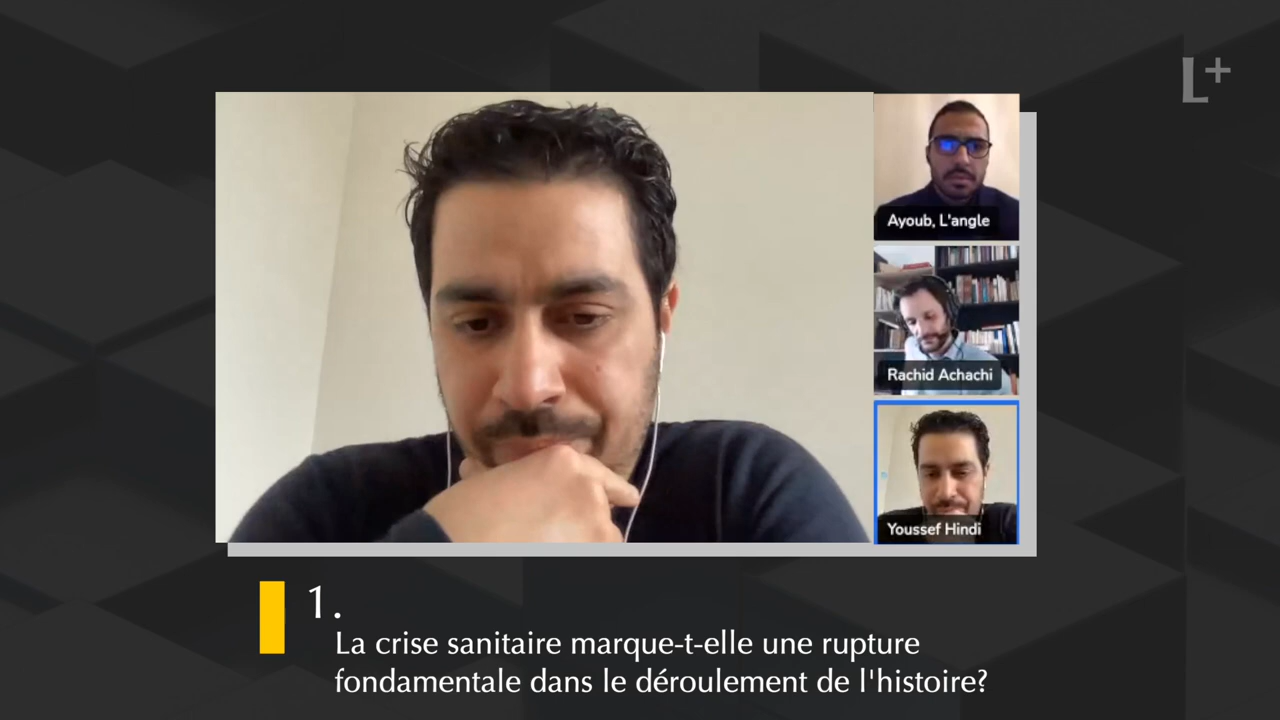 L+
Ayoub, L'angle
Rachid Achachi
Youssef Hindi
1.
La crise sanitaire marque-t-elle une rupture
fondamentale dans le déroulement de l'histoire?